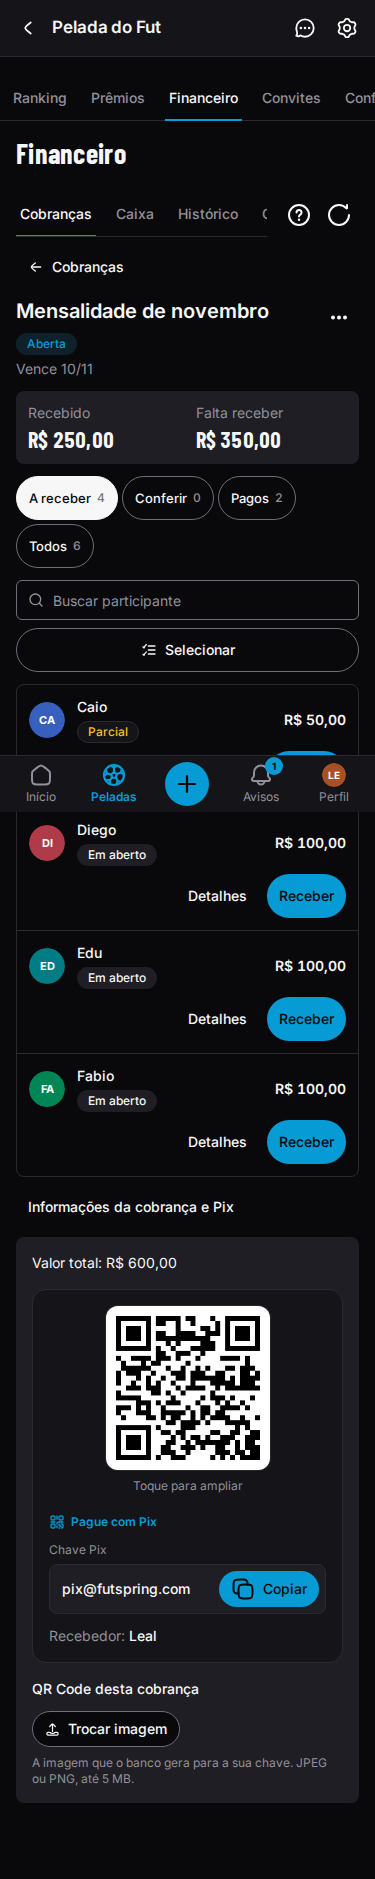 Pelada do Fut
Ranking Prêmios Financeiro Convites Conf
Financeiro
Cobranças Caixa Histórico
Cobranças
Mensalidade de novembro
Aberta
Vence 10/11
Recebido Falta receber
R$ 250,00 R$ 350,00
A receber 4 Conferir 0 Pagos 2
Todos 6
Buscar participante
Selecionar
CA Caio R$ 50,00
Parcial
Início Peladas Avisos 1 LE Perfil
DI Diego R$ 100,00
Em aberto
Detalhes Receber
ED Edu R$ 100,00
Em aberto
Detalhes Receber
FA Fabio R$ 100,00
Em aberto
Detalhes Receber
Informações da cobrança e Pix
Valor total: R$ 600,00
Toque para ampliar
Pague com Pix
Chave Pix
pix@futspring.com Copiar
Recebedor: Leal
QR Code desta cobrança
Trocar imagem
A imagem que o banco gera para a sua chave. JPEG
ou PNG, até 5 MB.